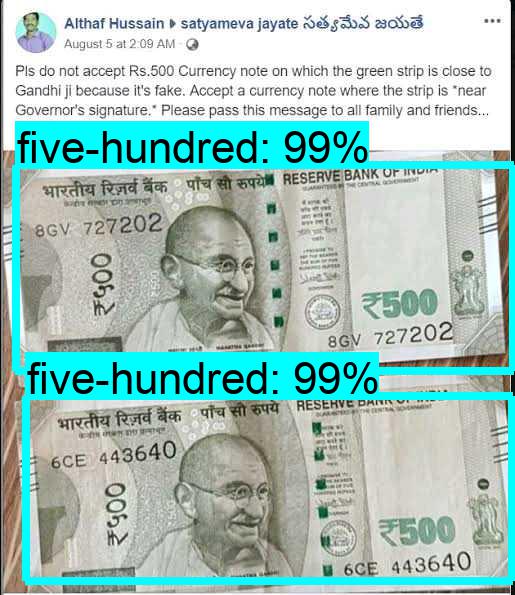 Althaf Hussain ▸ satyameva jayate సత్యమేవ జయతే
August 5 at 2:09 AM ·
Pls do not accept Rs.500 Currency note on which the green strip is close to
Gandhi ji because it's fake. Accept a currency note where the strip is *near
Governor's signature.* Please pass this message to all family and friends...
five-hundred: 99%
भारतीय रिज़र्व बैंक पाँच सौ रुपये RESERVE BANK OF INDIA
8GV 727202
₹५००
₹500
8GV 727202
five-hundred: 99%
भारतीय रिज़र्व बैंक पाँच सौ रुपये RESERVE BANK
6CE 443640
₹५००
₹500
6CE 443640